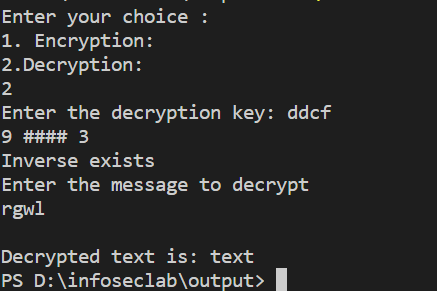 Enter your choice :
1. Encryption:
2.Decryption:
2
Enter the decryption key: ddcf
9 #### 3
Inverse exists
Enter the message to decrypt
rgwl
Decrypted text is: text
PS D:\infoseclab\output>